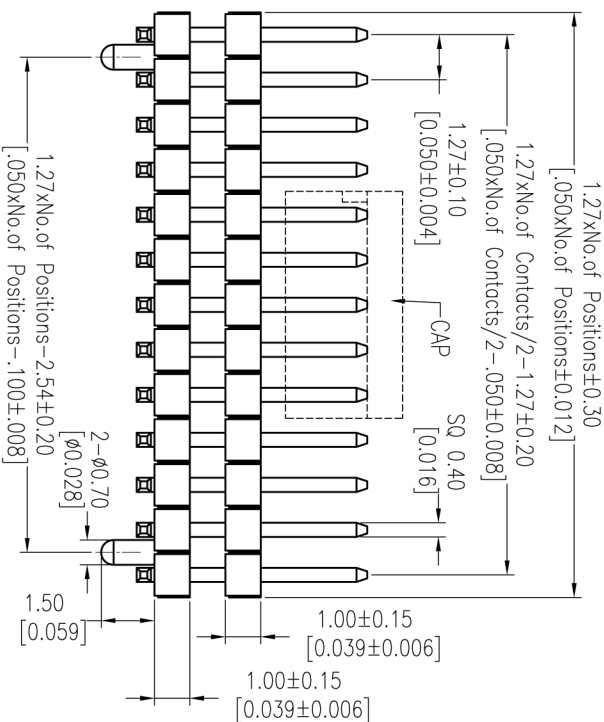 1.27xNo.of Positions±0.30
[.050xNo.of Positions±0.012]
1.27xNo.of Contacts/2-1.27±0.20
[.050xNo.of Contacts/2-.050±0.008]
1.27±0.10
[0.050±0.004]
CAP
SQ 0.40
[0.016]
2-ø0.70
[ø0.028]
1.27xNo.of Positions-2.54±0.20
[.050xNo.of Positions-.100±.008]
1.50
[0.059]
1.00±0.15
[0.039±0.006]
1.00±0.15
[0.039±0.006]